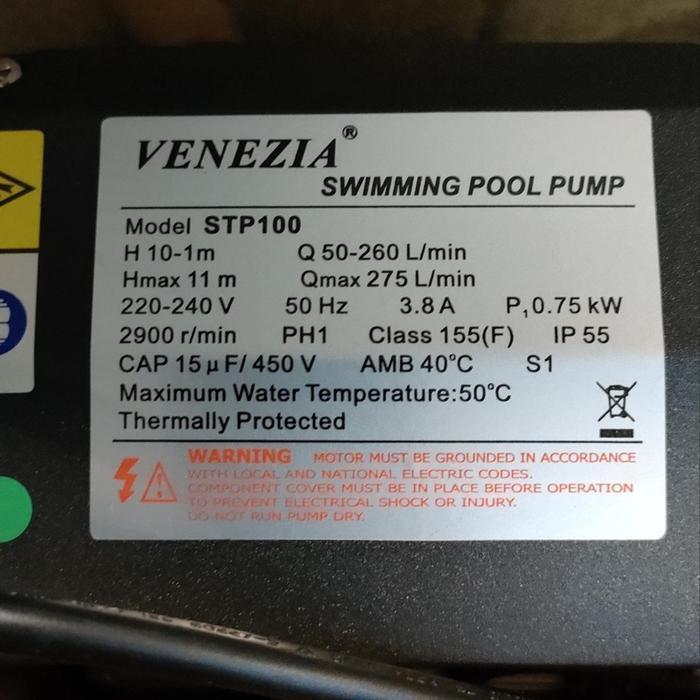 VENEZIA®
SWIMMING POOL PUMP
Model STP100
H 10-1m Q 50-260 L/min
Hmax 11 m Qmax 275 L/min
220-240 V 50 Hz 3.8 A P₁0.75 kW
2900 r/min PH1 Class 155(F) IP 55
CAP 15 µF/ 450 V AMB 40°C S1
Maximum Water Temperature:50°C
Thermally Protected
WARNING MOTOR MUST BE GROUNDED IN ACCORDANCE
WITH LOCAL AND NATIONAL ELECTRIC CODES.
COMPONENT COVER MUST BE IN PLACE BEFORE OPERATION
TO PREVENT ELECTRICAL SHOCK OR INJURY.
DO NOT RUN PUMP DRY.